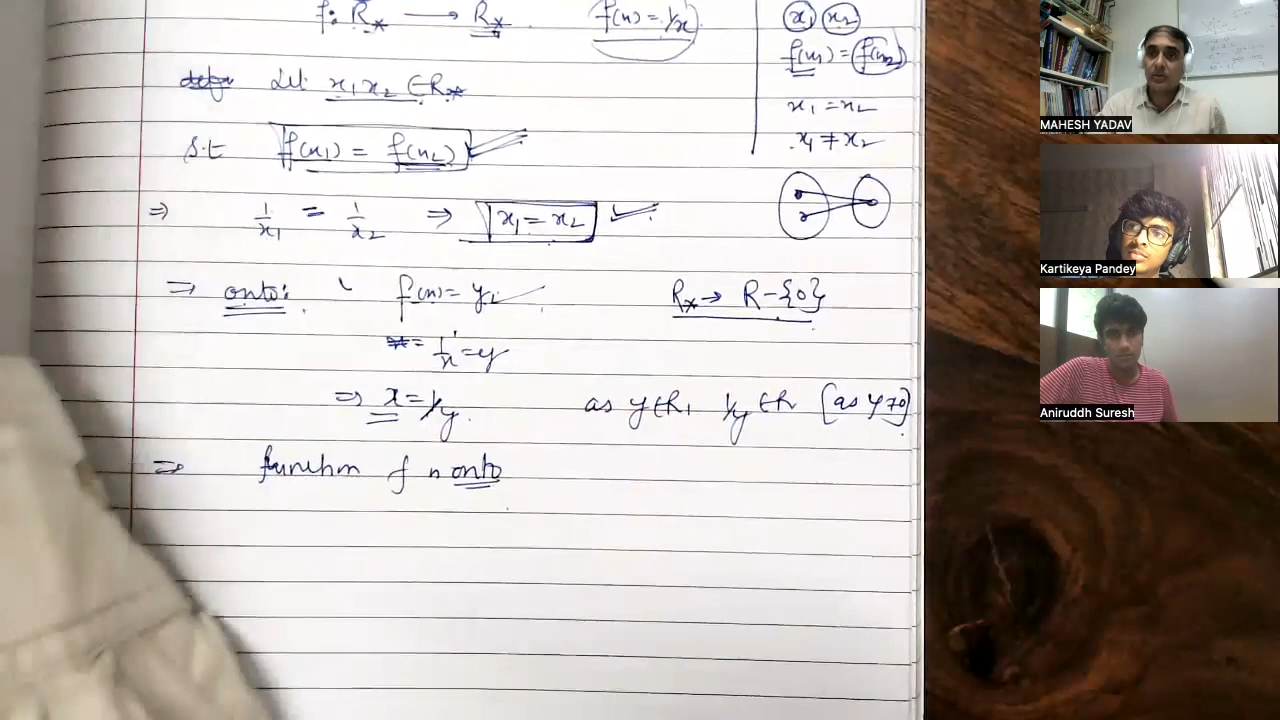 f: R* → R* f(x) = 1/x
Let x1 x2 ∈ R*
S.t f(x1) = f(x2)
⇒ 1/x1 = 1/x2 ⇒ x1 = x2
⇒ onto: f(x) = y
1/x = y
⇒ x = 1/y as y ∈ R, 1/y ∈ R [as y≠0]
⇒ function f is onto
x1 x2
f(x1) = f(x2)
x1 = x2
x1 ≠ x2
R* → R-{0}
MAHESH YADAV
Kartikeya Pandey
Aniruddh Suresh